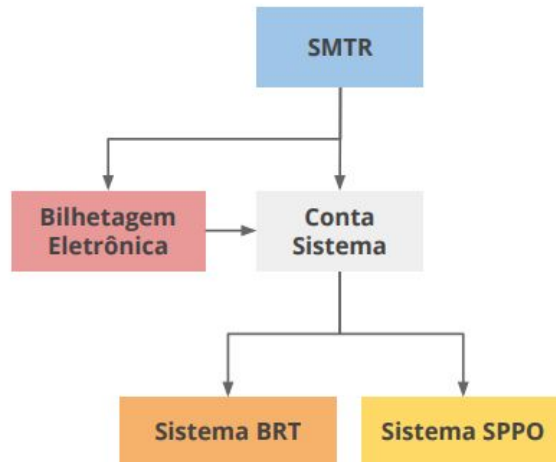 SMTR
Bilhetagem
Eletrônica
Conta
Sistema
Sistema BRT
Sistema SPPO